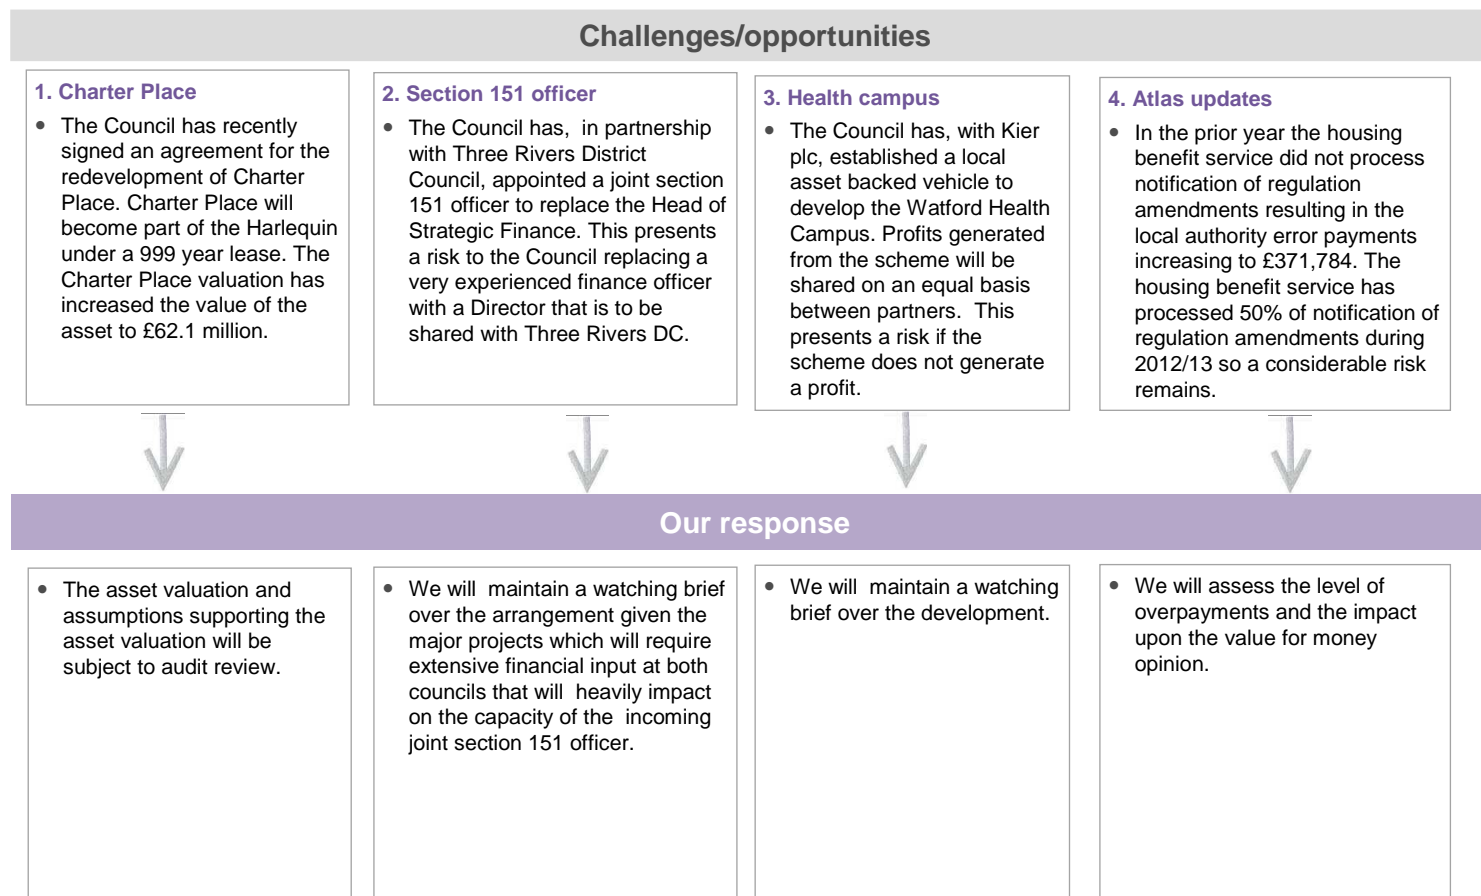 Challenges/opportunities
1. Charter Place
• The Council has recently
signed an agreement for the
redevelopment of Charter
Place. Charter Place will
become part of the Harlequin
under a 999 year lease. The
Charter Place valuation has
increased the value of the
asset to £62.1 million.
2. Section 151 officer
• The Council has, in partnership
with Three Rivers District
Council, appointed a joint section
151 officer to replace the Head of
Strategic Finance. This presents
a risk to the Council replacing a
very experienced finance officer
with a Director that is to be
shared with Three Rivers DC.
3. Health campus
• The Council has, with Kier
plc, established a local
asset backed vehicle to
develop the Watford Health
Campus. Profits generated
from the scheme will be
shared on an equal basis
between partners. This
presents a risk if the
scheme does not generate
a profit.
4. Atlas updates
• In the prior year the housing
benefit service did not process
notification of regulation
amendments resulting in the
local authority error payments
increasing to £371,784. The
housing benefit service has
processed 50% of notification of
regulation amendments during
2012/13 so a considerable risk
remains.
Our response
• The asset valuation and
assumptions supporting the
asset valuation will be
subject to audit review.
• We will maintain a watching brief
over the arrangement given the
major projects which will require
extensive financial input at both
councils that will heavily impact
on the capacity of the incoming
joint section 151 officer.
• We will maintain a watching
brief over the development.
• We will assess the level of
overpayments and the impact
upon the value for money
opinion.